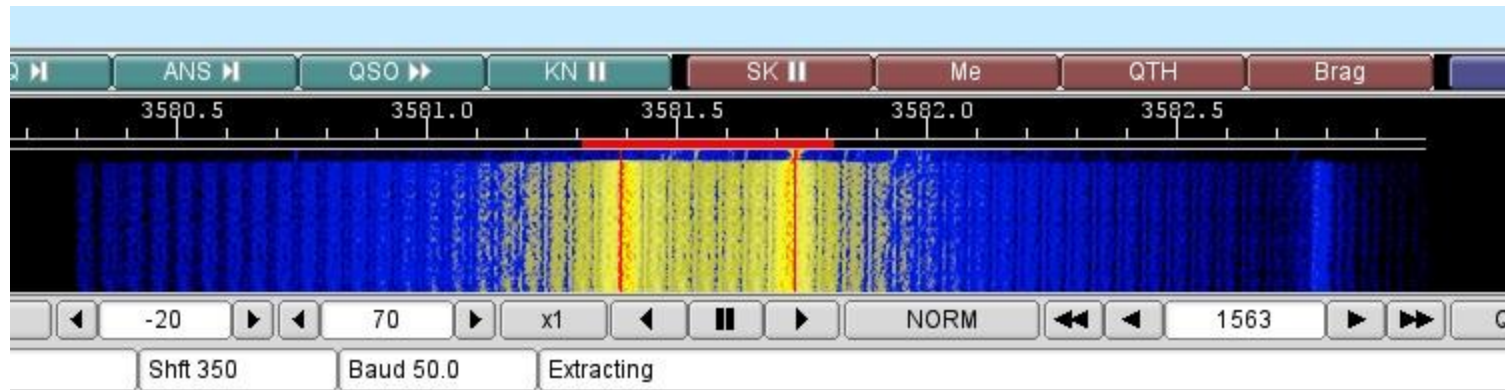 Q ANS QSO KN SK Me QTH Brag
3580.5 3581.0 3581.5 3582.0 3582.5
-20 70 x1 NORM 1563
Shft 350 Baud 50.0 Extracting